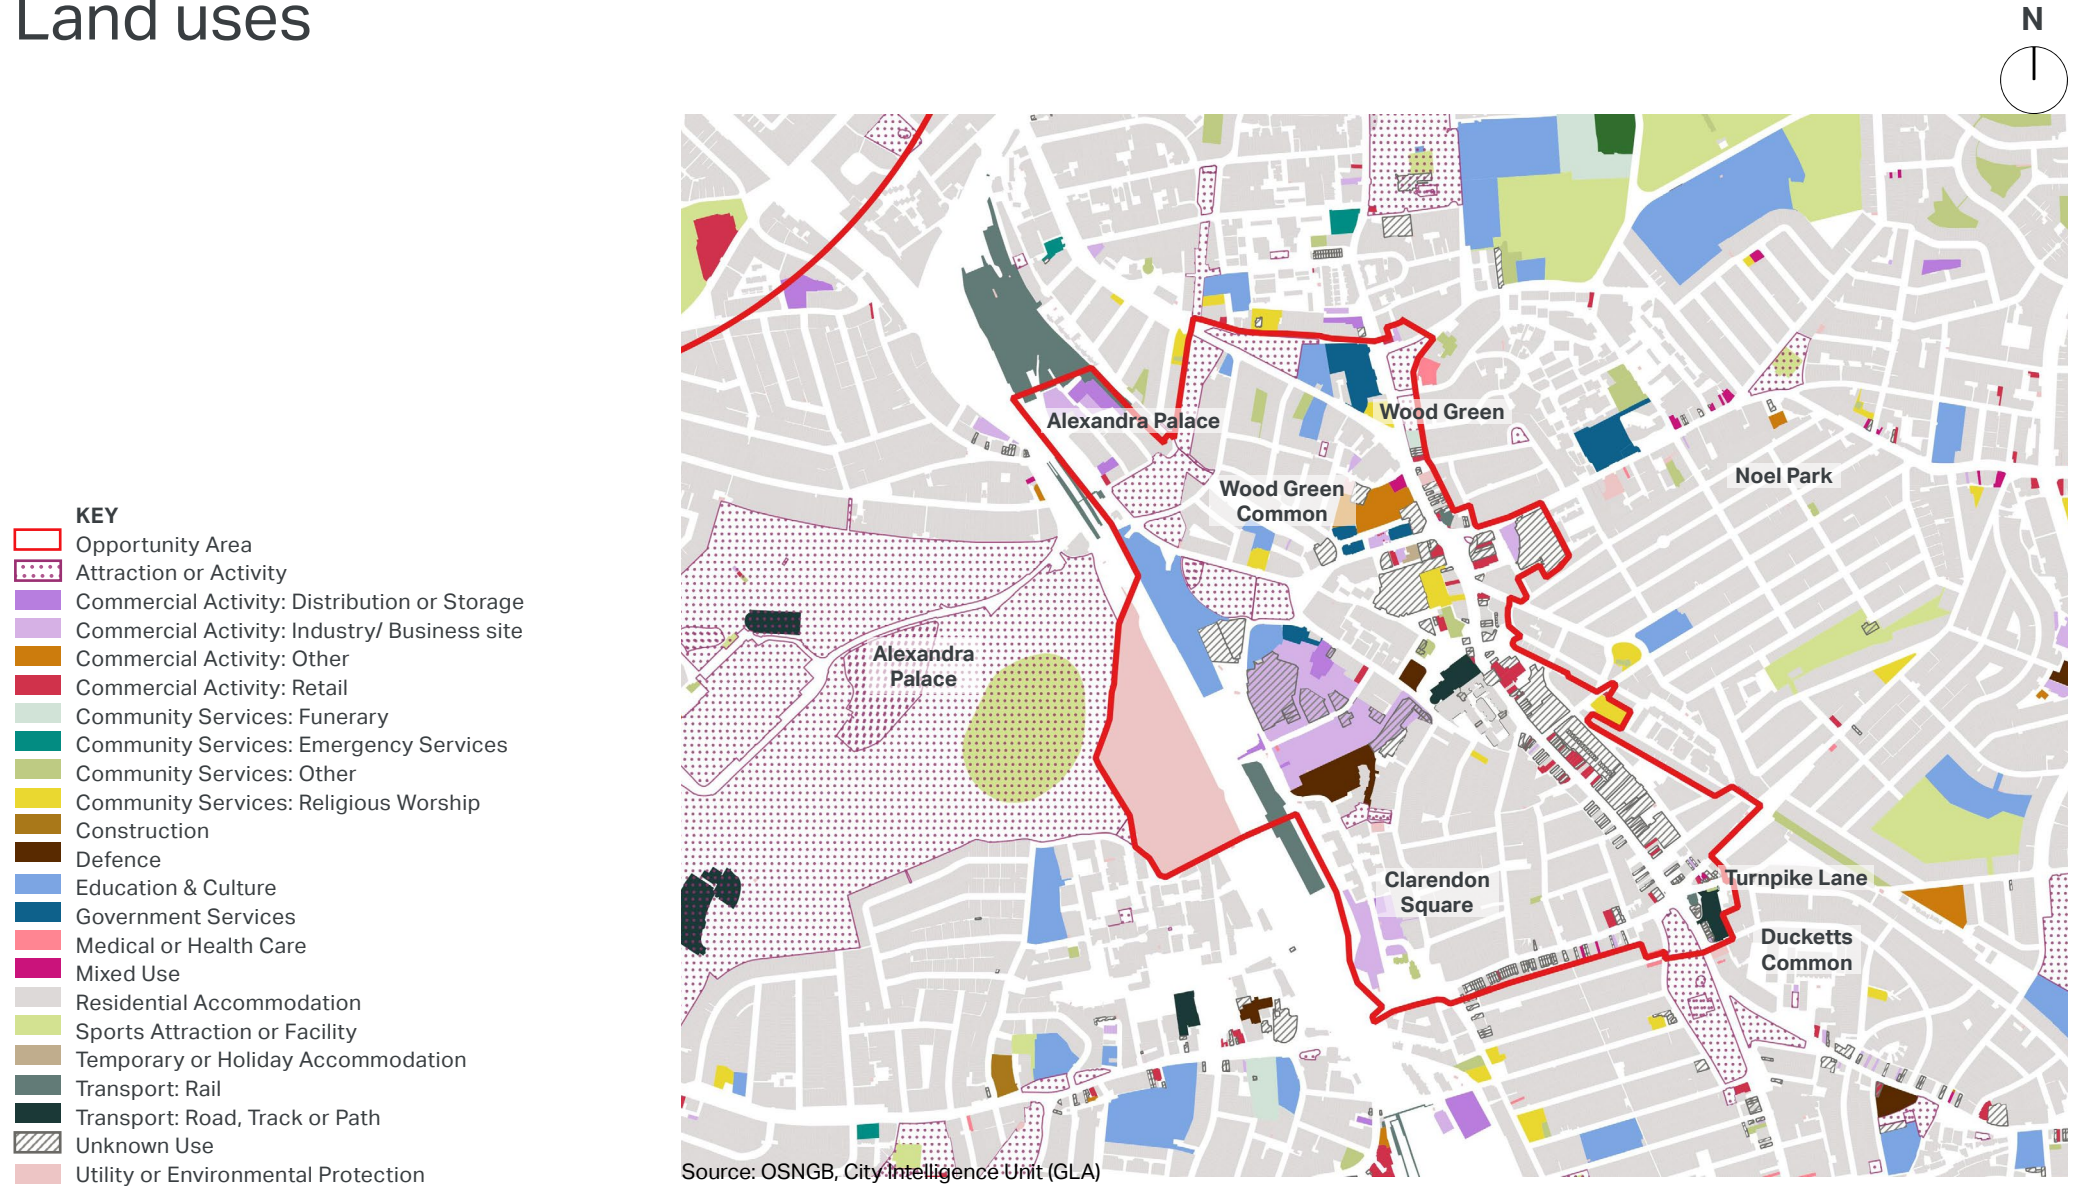 Land uses
N
KEY
Opportunity Area
Attraction or Activity
Commercial Activity: Distribution or Storage
Commercial Activity: Industry/ Business site
Commercial Activity: Other
Commercial Activity: Retail
Community Services: Funerary
Community Services: Emergency Services
Community Services: Other
Community Services: Religious Worship
Construction
Defence
Education & Culture
Government Services
Medical or Health Care
Mixed Use
Residential Accommodation
Sports Attraction or Facility
Temporary or Holiday Accommodation
Transport: Rail
Transport: Road, Track or Path
Unknown Use
Utility or Environmental Protection
Alexandra Palace
Wood Green
Noel Park
Wood Green
Common
Alexandra
Palace
Clarendon
Square
Turnpike Lane
Ducketts
Common
Source: OSNGB, City Intelligence Unit (GLA)